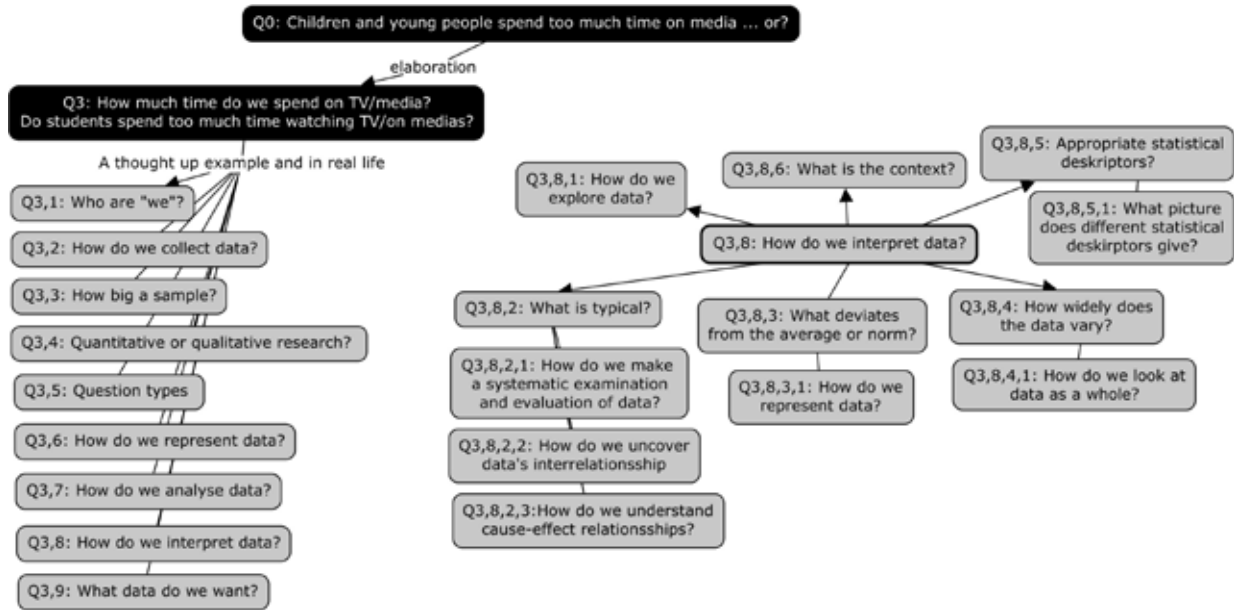 Q0: Children and young people spend too much time on media ... or?
elaboration
Q3: How much time do we spend on TV/media?
Do students spend too much time watching TV/on medias?
A thought up example and in real life
Q3,1: Who are "we"?
Q3,2: How do we collect data?
Q3,3: How big a sample?
Q3,4: Quantitative or qualitative research?
Q3,5: Question types
Q3,6: How do we represent data?
Q3,7: How do we analyse data?
Q3,8: How do we interpret data?
Q3,9: What data do we want?
Q3,8,1: How do we
explore data?
Q3,8,6: What is the context?
Q3,8,5: Appropriate statistical
deskriptors?
Q3,8,5,1: What picture
does different statistical
deskirptors give?
Q3,8: How do we interpret data?
Q3,8,2: What is typical?
Q3,8,2,1: How do we make
a systematic examination
and evaluation of data?
Q3,8,2,2: How do we uncover
data's interrelationsship
Q3,8,2,3:How do we understand
cause-effect relationsships?
Q3,8,3: What deviates
from the average or norm?
Q3,8,3,1: How do we
represent data?
Q3,8,4: How widely does
the data vary?
Q3,8,4,1: How do we look at
data as a whole?